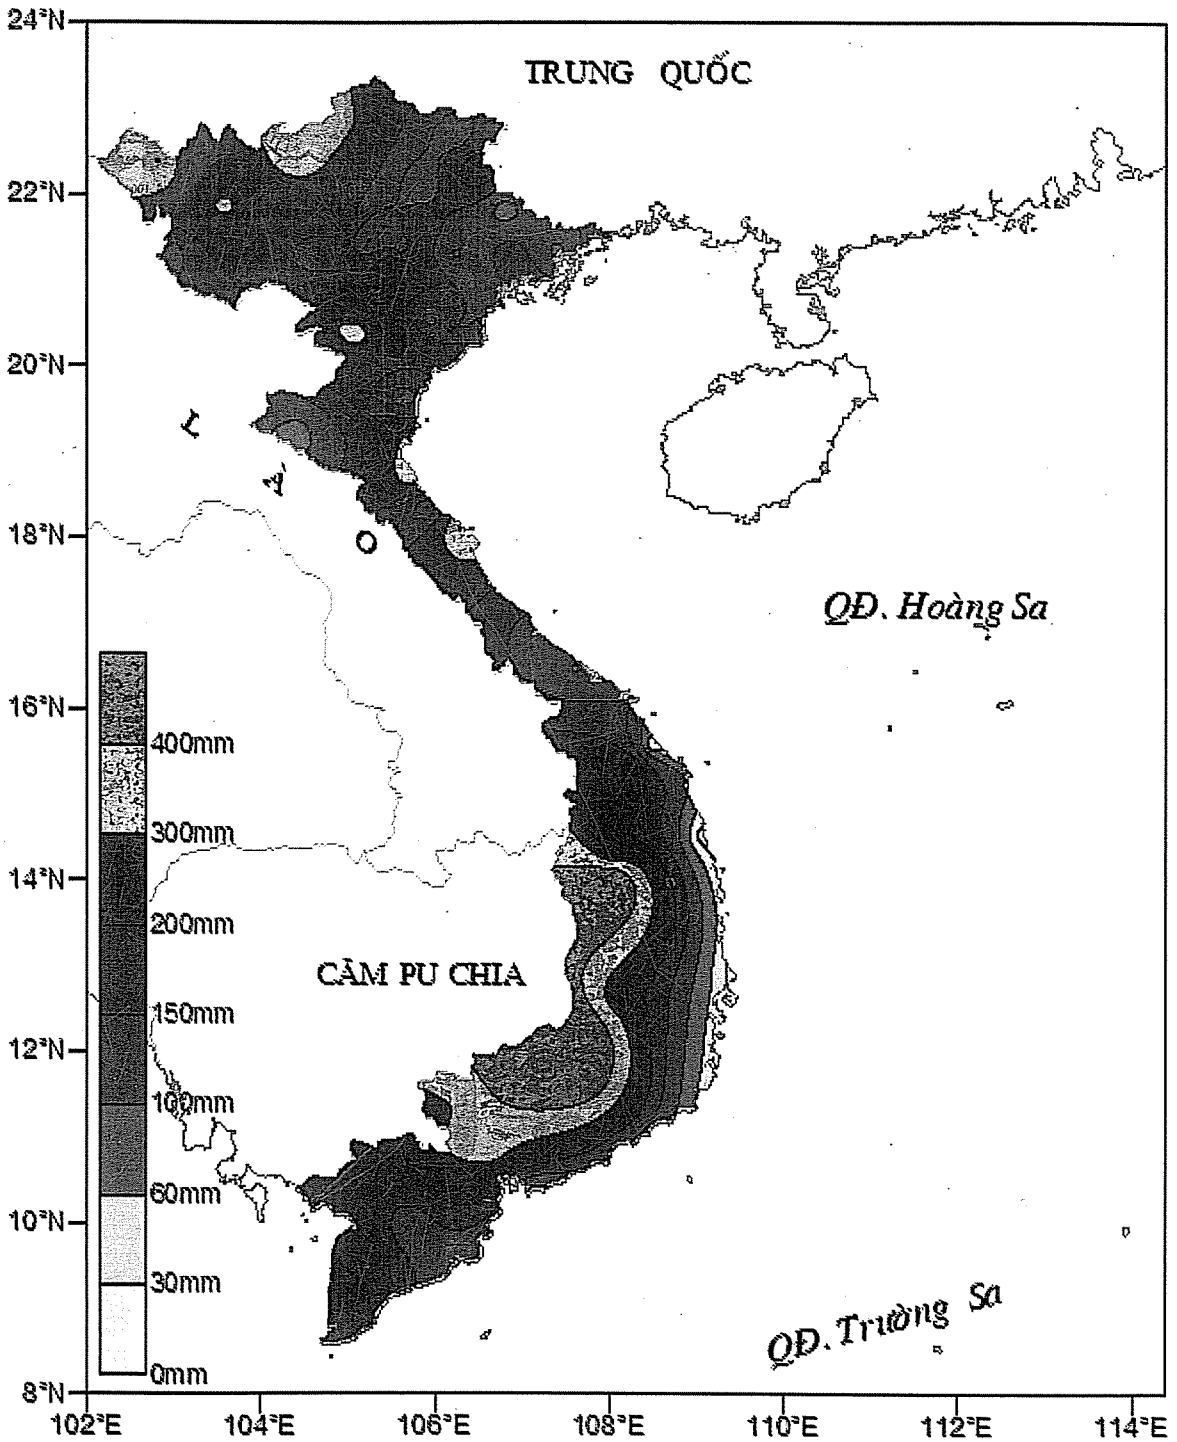 24°N
TRUNG QUỐC
22°N
20°N
L
À
O
18°N
QĐ. Hoàng Sa
16°N
400mm
300mm
14°N
200mm
CĂM PU CHIA
150mm
12°N
100mm
60mm
10°N
30mm
QĐ. Trường Sa
0mm
8°N
102°E 104°E 106°E 108°E 110°E 112°E 114°E